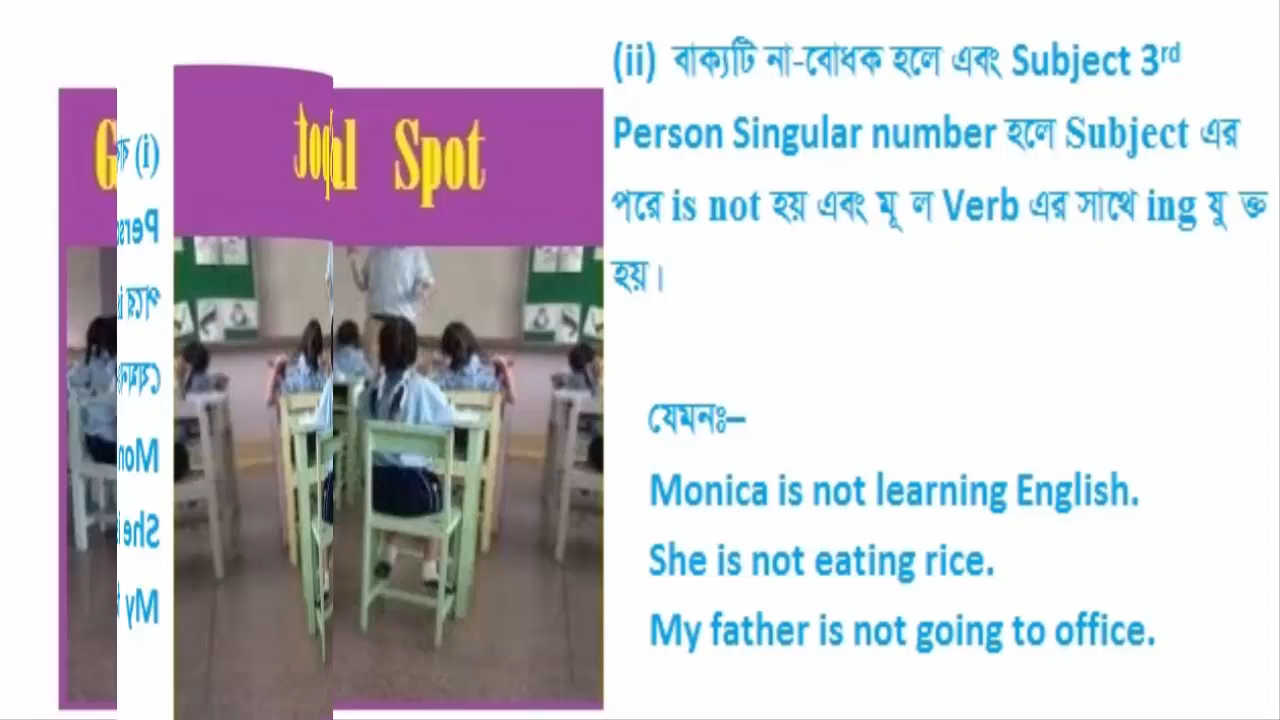 Spot
(ii) বাক্যটি না-বোধক হলে এবং Subject 3rd
Person Singular number হলে Subject এর
পরে is not হয় এবং মূ ল Verb এর সাথে ing যু ক্ত
হয়।
যেমনঃ–
Monica is not learning English.
She is not eating rice.
My father is not going to office.